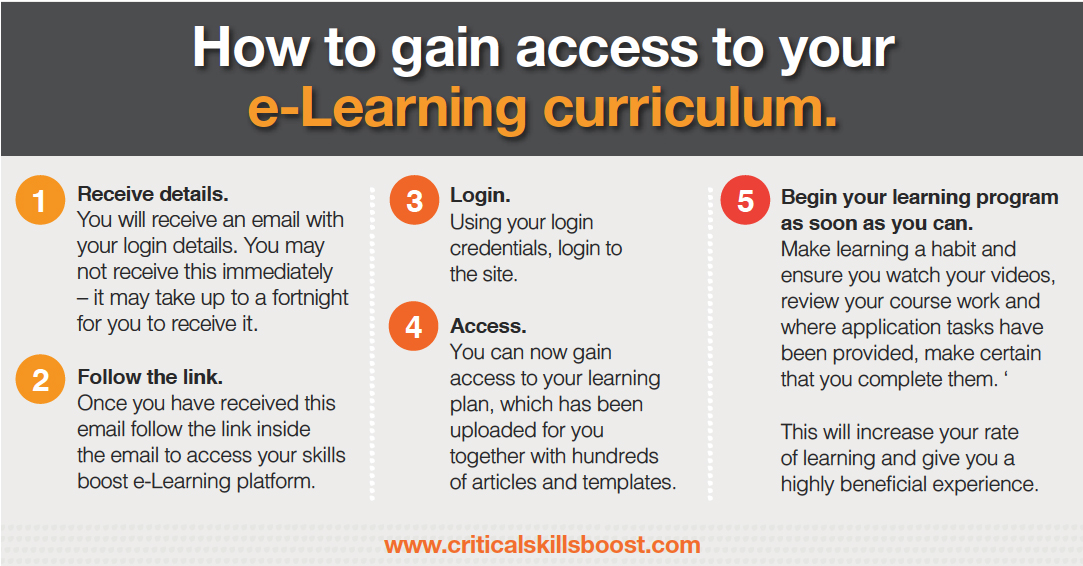 How to gain access to your
e-Learning curriculum.
1
Receive details.
You will receive an email with
your login details. You may
not receive this immediately
– it may take up to a fortnight
for you to receive it.
2
Follow the link.
Once you have received this
email follow the link inside
the email to access your skills
boost e-Learning platform.
3
Login.
Using your login
credentials, login to
the site.
4
Access.
You can now gain
access to your learning
plan, which has been
uploaded for you
together with hundreds
of articles and templates.
5
Begin your learning program
as soon as you can.
Make learning a habit and
ensure you watch your videos,
review your course work and
where application tasks have
been provided, make certain
that you complete them. ‘
This will increase your rate
of learning and give you a
highly beneficial experience.
www.criticalskillsboost.com